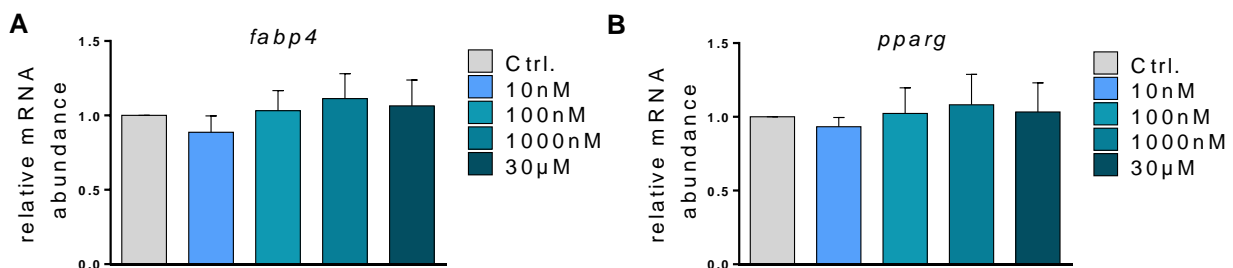 A
fabp4
relative mRNA
abundance
1.5
1.0
0.5
0.0
Ctrl.
10nM
100nM
1000nM
30µM
B
pparg
relative mRNA
abundance
1.5
1.0
0.5
0.0
Ctrl.
10nM
100nM
1000nM
30µM